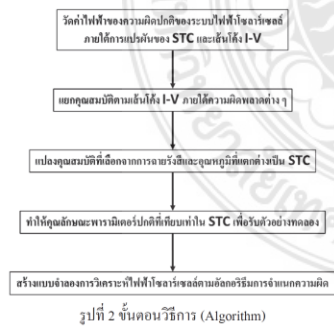 วัดค่าไฟฟ้าของความผิดปกติของระบบไฟฟ้าโซลาร์เซลล์
ภายใต้การแปรผันของ STC และเส้นโค้ง I-V
แยกคุณสมบัติตามเส้นโค้ง I-V ภายใต้ความผิดพลาดต่าง ๆ
แปลงคุณสมบัติที่เลือกจากการฉายรังสีและอุณหภูมิที่แตกต่างเป็น STC
ทำให้คุณลักษณะพารามิเตอร์ปกติที่เทียบเท่าใน STC เพื่อรับตัวอย่างทดลอง
สร้างแบบจำลองการวิเคราะห์ไฟฟ้าโซลาร์เซลล์ตามอัลกอริธึมการจำแนกความผิด
รูปที่ 2 ขั้นตอนวิธีการ (Algorithm)